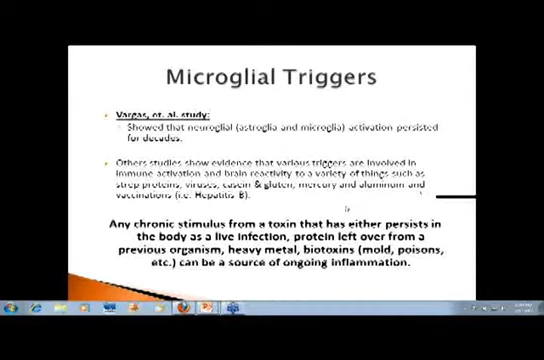 Microglial Triggers
Vargas, et. al. study:
Showed that neuroglial (astroglia and microglia) activation persisted
for decades.
Others studies show evidence that various triggers are involved in
immune activation and brain reactivity to a variety of things such as
strep proteins, viruses, casein & gluten, mercury and aluminum and
vaccinations (i.e. Hepatitis B).
Any chronic stimulus from a toxin that has either persists in
the body as a live infection, protein left over from a
previous organism, heavy metal, biotoxins (mold, poisons,
etc.) can be a source of ongoing inflammation.